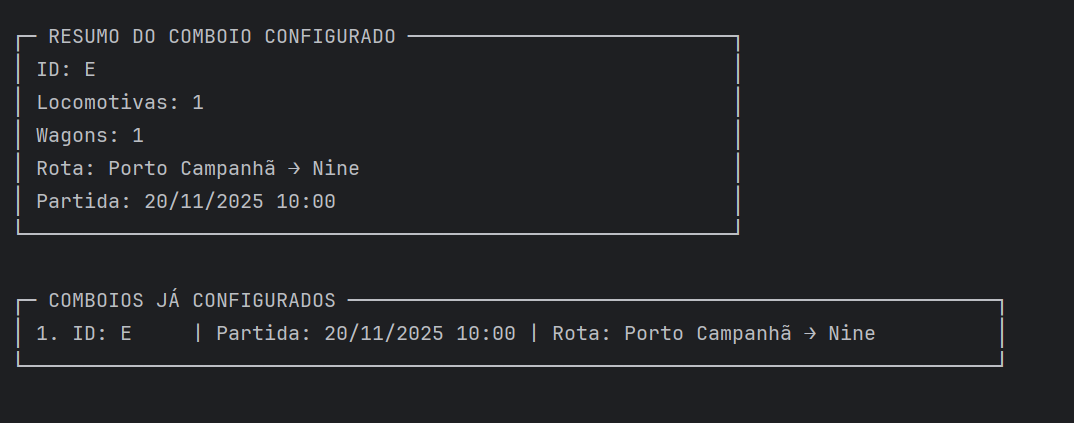 RESUMO DO COMBOIO CONFIGURADO
ID: E
Locomotivas: 1
Wagons: 1
Rota: Porto Campanhã → Nine
Partida: 20/11/2025 10:00
COMBOIOS JÁ CONFIGURADOS
1. ID: E | Partida: 20/11/2025 10:00 | Rota: Porto Campanhã → Nine